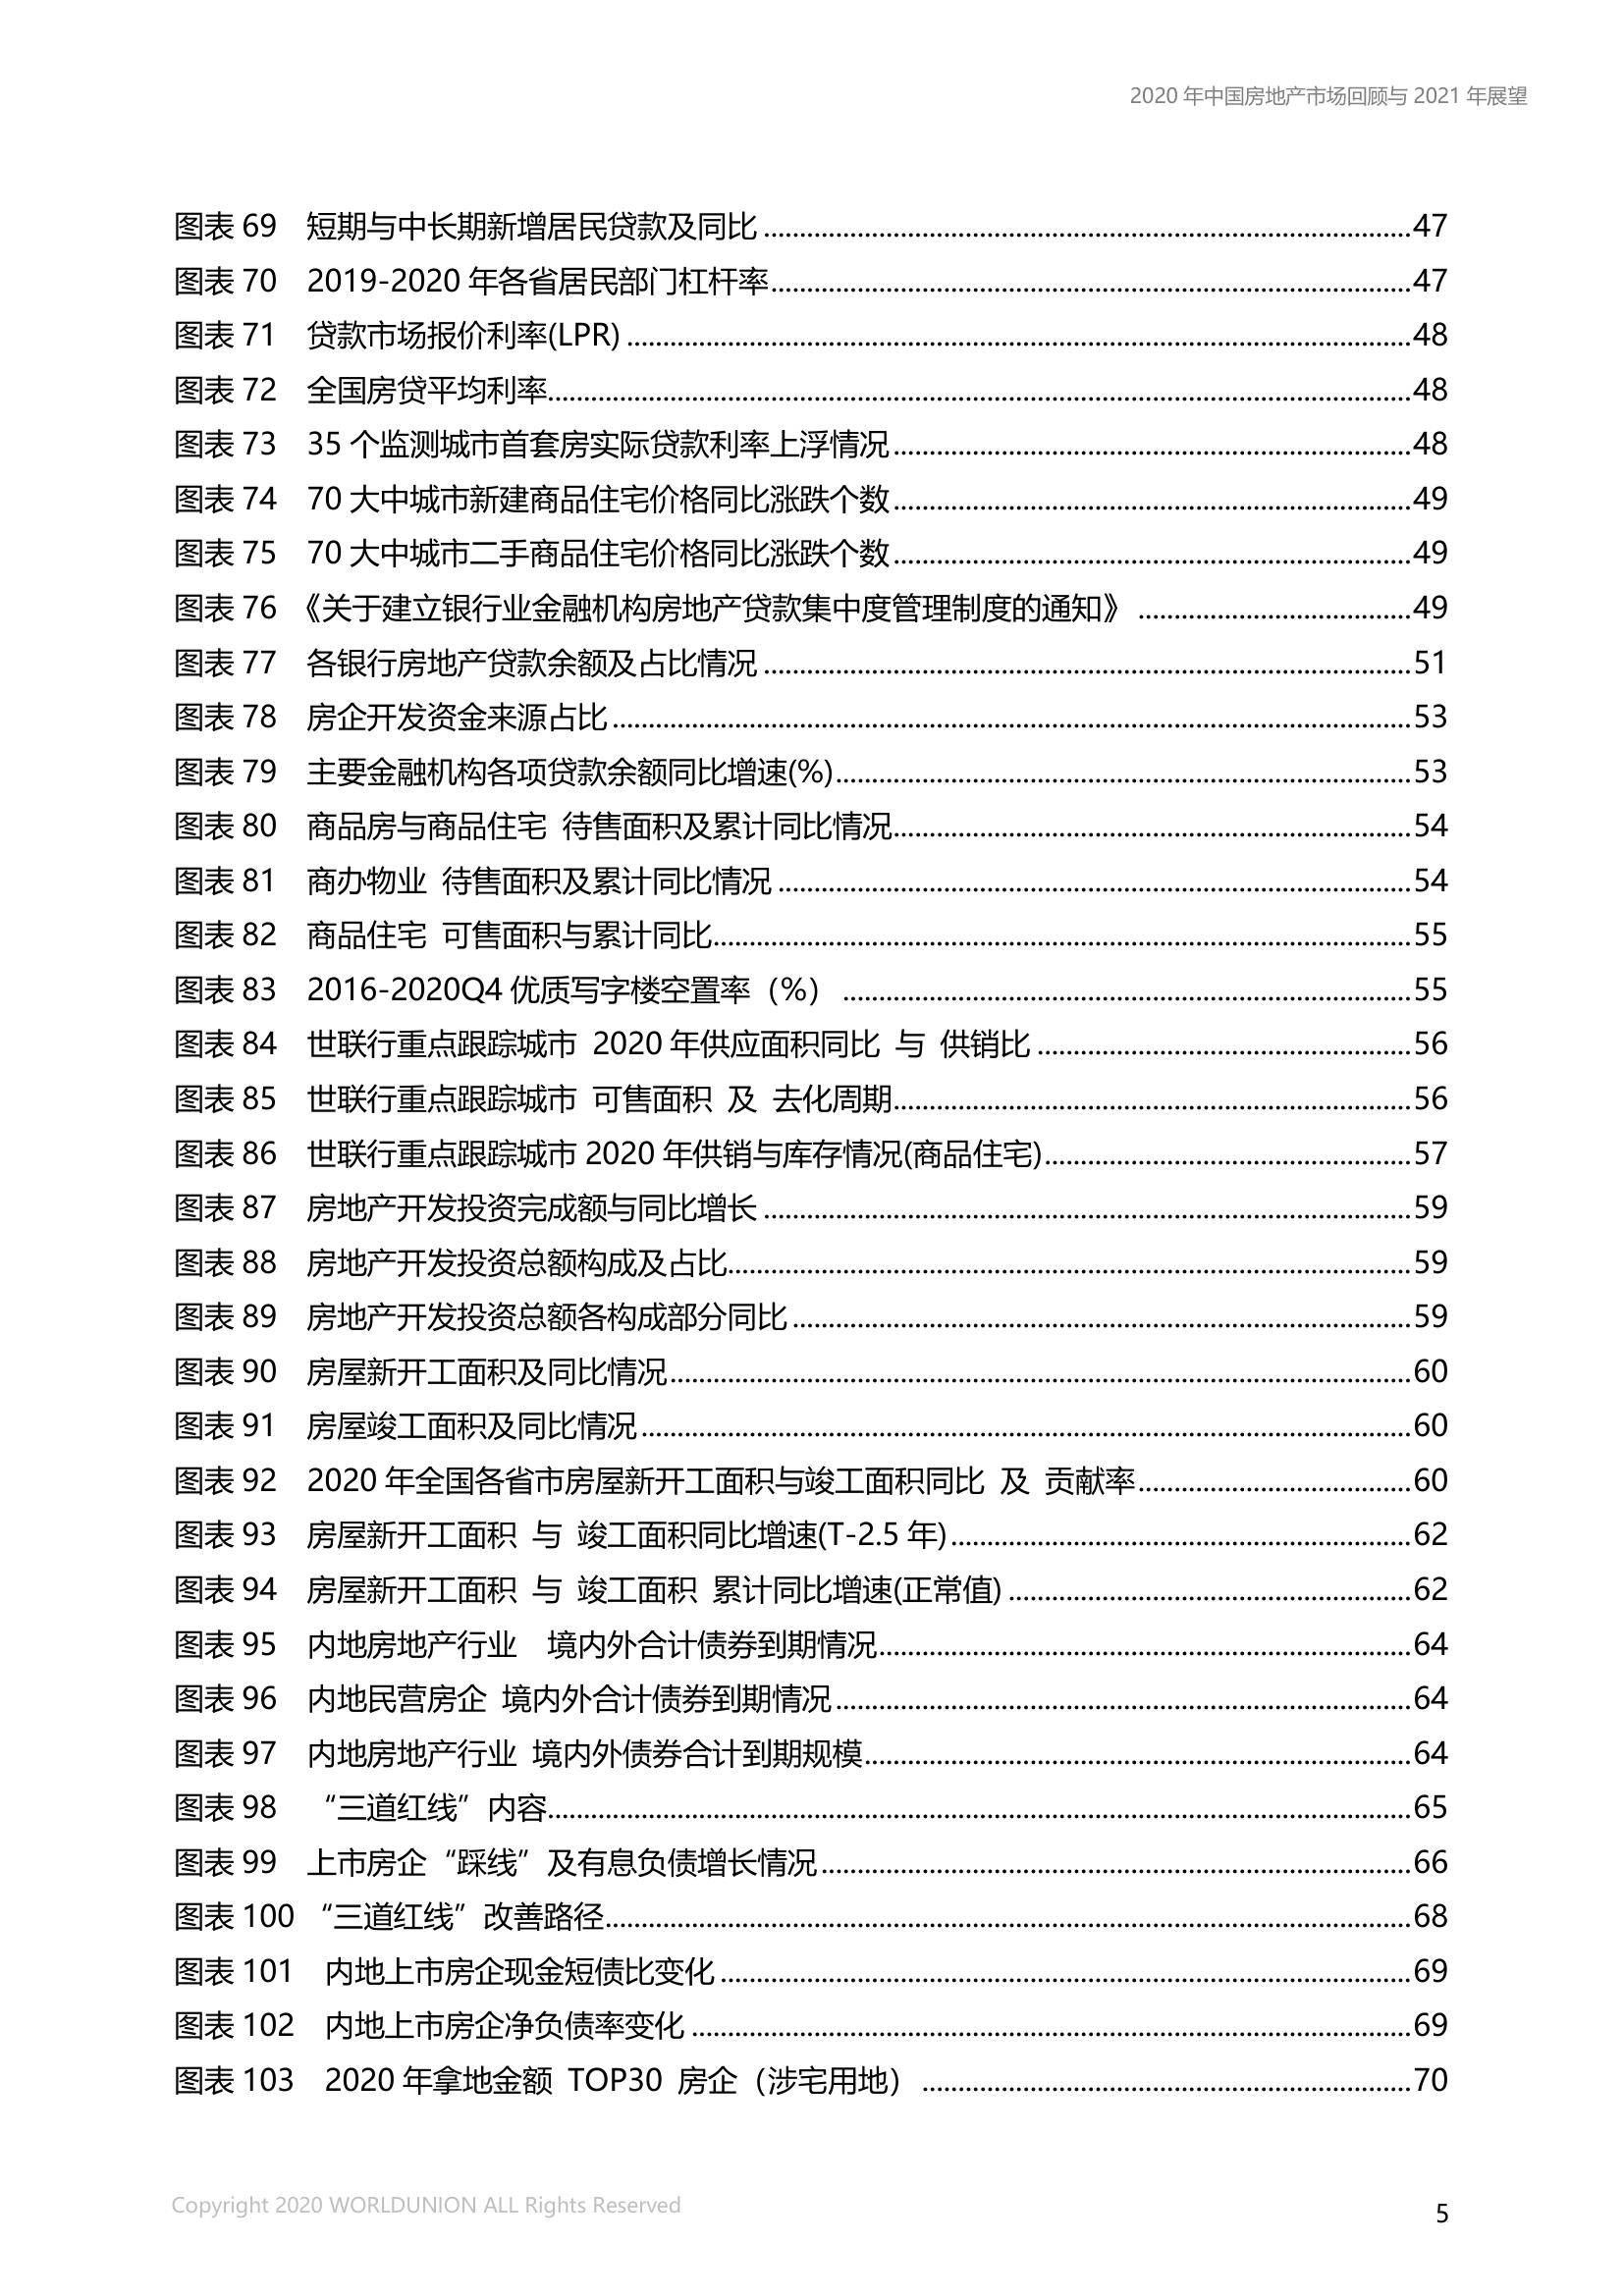 2020 年中国房地产市场回顾与 2021 年展望
图表 69 短期与中长期新增居民贷款及同比........................................47
图表 70 2019-2020 年各省居民部门杠杆率........................................47
图表 71 贷款市场报价利率(LPR)........................................48
图表 72 全国房贷平均利率........................................48
图表 73 35 个监测城市首套房实际贷款利率上浮情况........................................48
图表 74 70 大中城市新建商品住宅价格同比涨跌个数........................................49
图表 75 70 大中城市二手商品住宅价格同比涨跌个数........................................49
图表 76 《关于建立银行业金融机构房地产贷款集中度管理制度的通知》........................................49
图表 77 各银行房地产贷款余额及占比情况........................................51
图表 78 房企开发资金来源占比........................................53
图表 79 主要金融机构各项贷款余额同比增速(%)........................................53
图表 80 商品房与商品住宅 待售面积及累计同比情况........................................54
图表 81 商办物业 待售面积及累计同比情况........................................54
图表 82 商品住宅 可售面积与累计同比........................................55
图表 83 2016-2020Q4 优质写字楼空置率（%）........................................55
图表 84 世联行重点跟踪城市 2020 年供应面积同比 与 供销比........................................56
图表 85 世联行重点跟踪城市 可售面积 及 去化周期........................................56
图表 86 世联行重点跟踪城市 2020 年供销与库存情况(商品住宅)........................................57
图表 87 房地产开发投资完成额与同比增长........................................59
图表 88 房地产开发投资总额构成及占比........................................59
图表 89 房地产开发投资总额各构成部分同比........................................59
图表 90 房屋新开工面积及同比情况........................................60
图表 91 房屋竣工面积及同比情况........................................60
图表 92 2020 年全国各省市房屋新开工面积与竣工面积同比 及 贡献率........................................60
图表 93 房屋新开工面积 与 竣工面积同比增速(T-2.5 年)........................................62
图表 94 房屋新开工面积 与 竣工面积 累计同比增速(正常值)........................................62
图表 95 内地房地产行业 境内外合计债券到期情况........................................64
图表 96 内地民营房企 境内外合计债券到期情况........................................64
图表 97 内地房地产行业 境内外债券合计到期规模........................................64
图表 98 “三道红线”内容........................................65
图表 99 上市房企“踩线”及有息负债增长情况........................................66
图表 100 “三道红线”改善路径........................................68
图表 101 内地上市房企现金短债比变化........................................69
图表 102 内地上市房企净负债率变化........................................69
图表 103 2020 年拿地金额 TOP30 房企（涉宅用地）........................................70
Copyright 2020 WORLDUNION ALL Rights Reserved
5